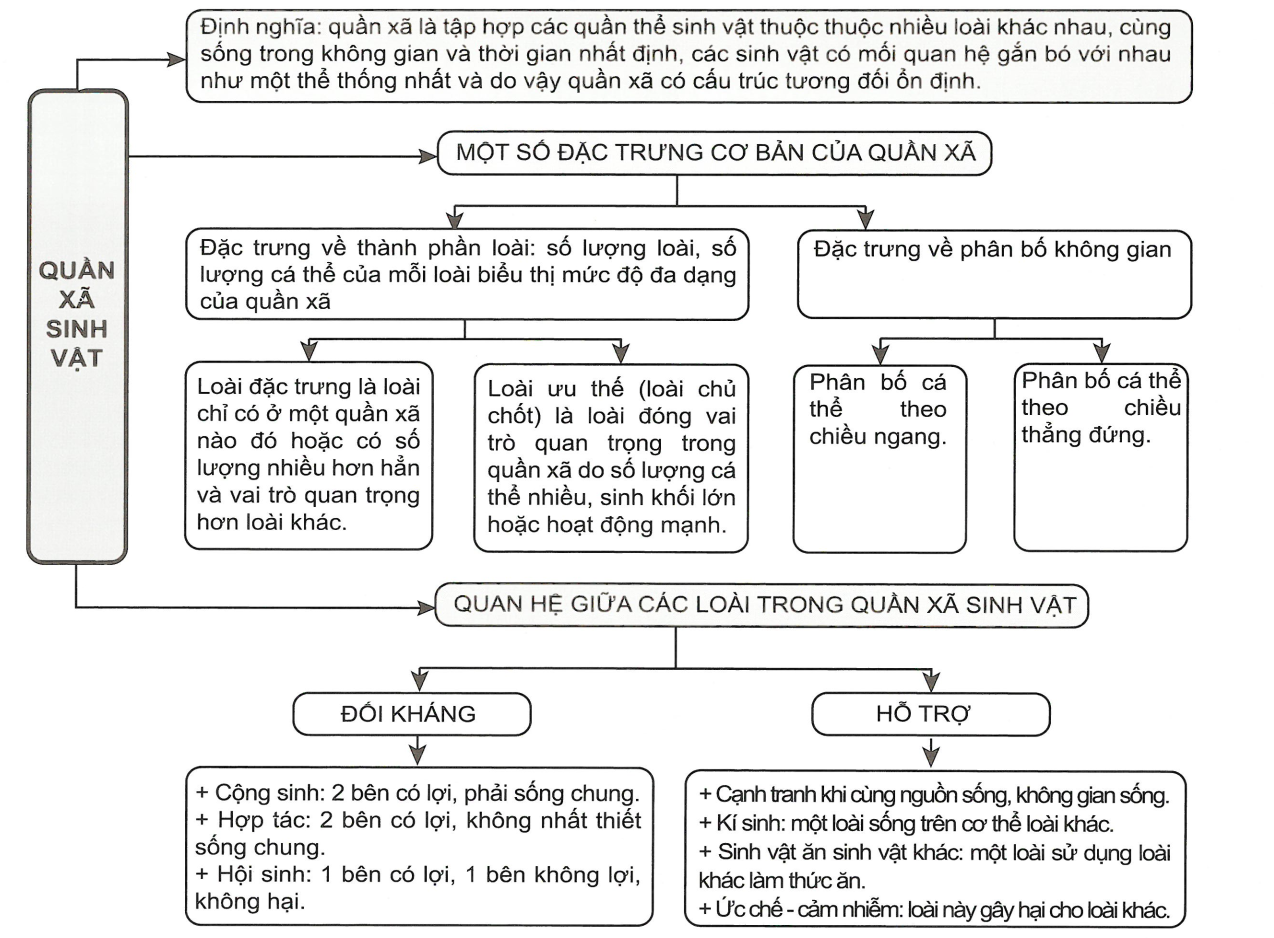 Định nghĩa: quần xã là tập hợp các quần thể sinh vật thuộc thuộc nhiều loài khác nhau, cùng
sống trong không gian và thời gian nhất định, các sinh vật có mối quan hệ gắn bó với nhau
như một thể thống nhất và do vậy quần xã có cấu trúc tương đối ổn định.
QUẦN
XÃ
SINH
VẬT
MỘT SỐ ĐẶC TRƯNG CƠ BẢN CỦA QUẦN XÃ
Đặc trưng về thành phần loài: số lượng loài, số
lượng cá thể của mỗi loài biểu thị mức độ đa dạng
của quần xã
Đặc trưng về phân bố không gian
Loài đặc trưng là loài
chỉ có ở một quần xã
nào đó hoặc có số
lượng nhiều hơn hẳn
và vai trò quan trọng
hơn loài khác.
Loài ưu thế (loài chủ
chốt) là loài đóng vai
trò quan trọng trong
quần xã do số lượng cá
thể nhiều, sinh khối lớn
hoặc hoạt động mạnh.
Phân bố cá
thể theo
chiều ngang.
Phân bố cá thể
theo chiều
thẳng đứng.
QUAN HỆ GIỮA CÁC LOÀI TRONG QUẦN XÃ SINH VẬT
ĐỐI KHÁNG
+ Cộng sinh: 2 bên có lợi, phải sống chung.
+ Hợp tác: 2 bên có lợi, không nhất thiết
sống chung.
+ Hội sinh: 1 bên có lợi, 1 bên không lợi,
không hại.
HỖ TRỢ
+ Cạnh tranh khi cùng nguồn sống, không gian sống.
+ Kí sinh: một loài sống trên cơ thể loài khác.
+ Sinh vật ăn sinh vật khác: một loài sử dụng loài
khác làm thức ăn.
+ Ức chế - cảm nhiễm: loài này gây hại cho loài khác.